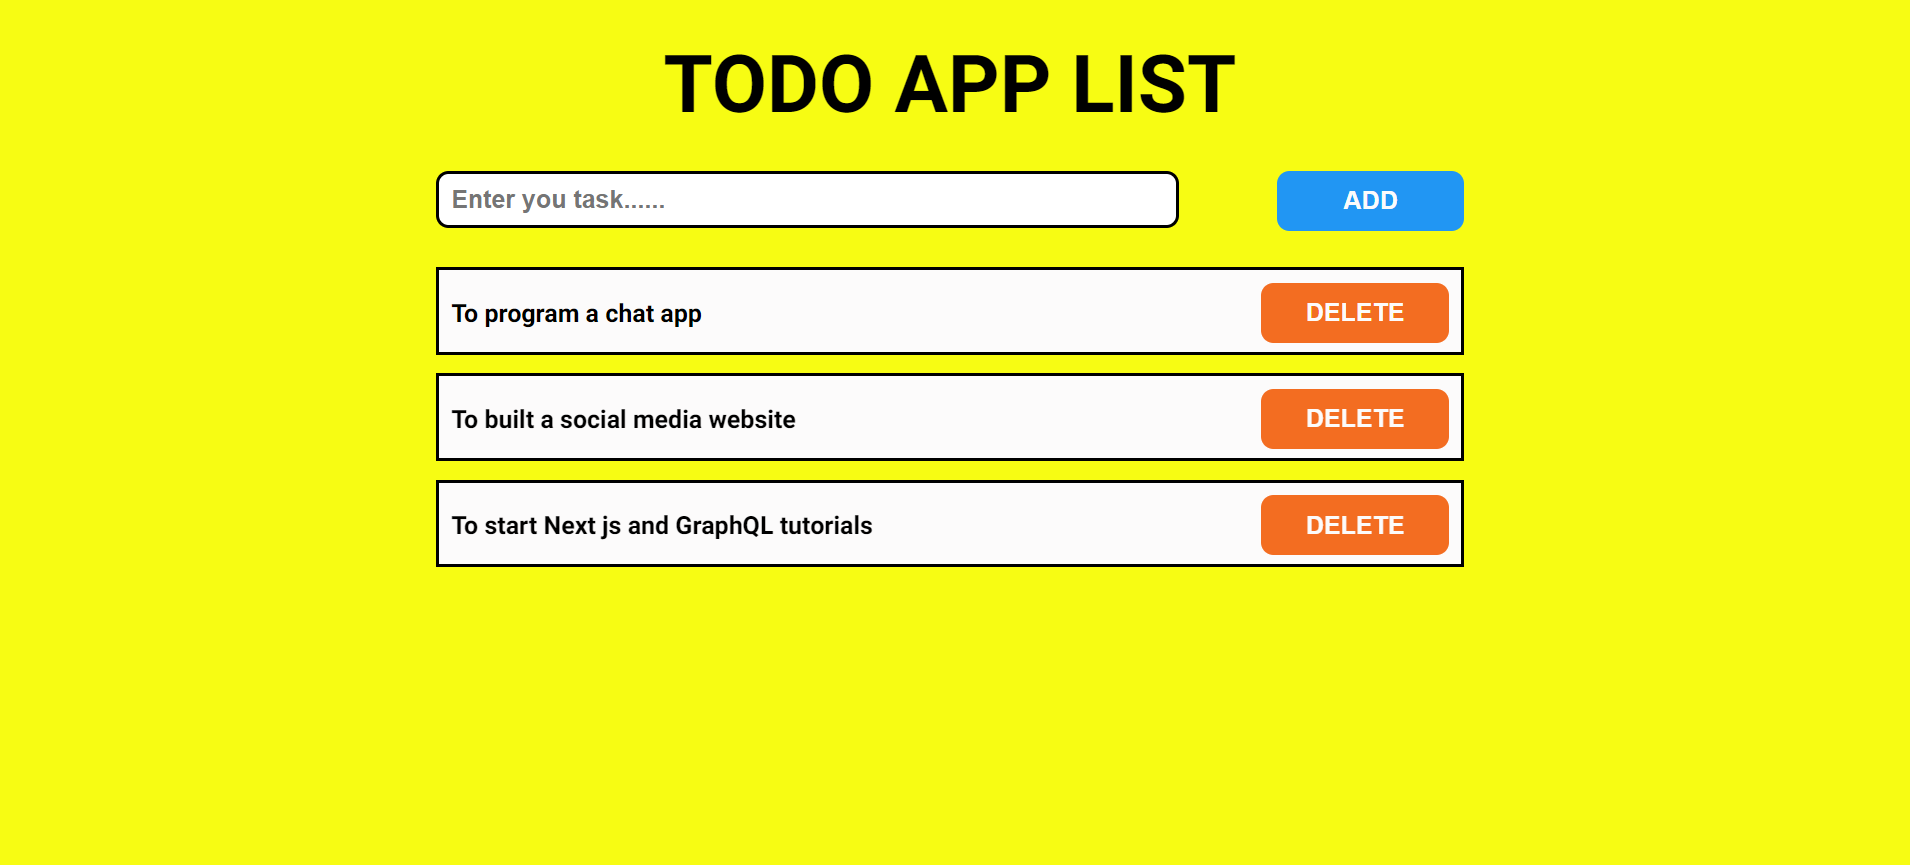 TODO APP LIST
Enter you task......
ADD
To program a chat app
DELETE
To built a social media website
DELETE
To start Next js and GraphQL tutorials
DELETE